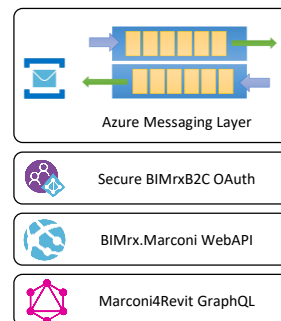 Azure Messaging Layer
Secure BIMrxB2C OAuth
BIMrx.Marconi WebAPI
Marconi4Revit GraphQL